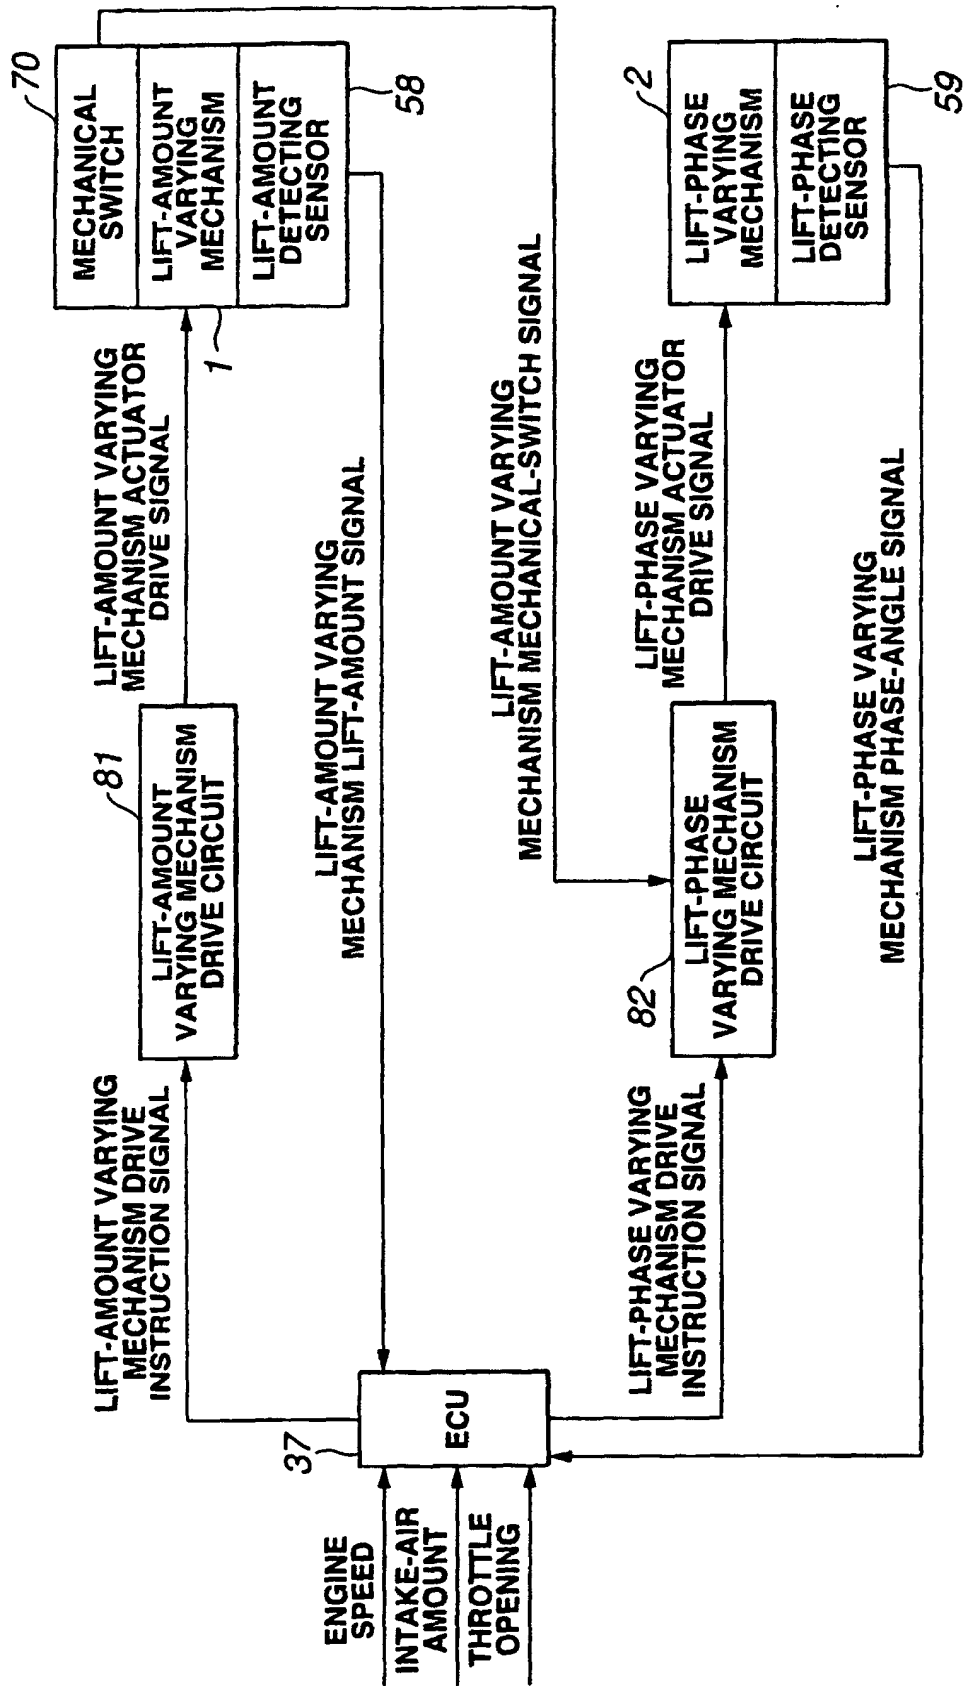 ENGINE
SPEED
INTAKE-AIR
AMOUNT
THROTTLE
OPENING
37
ECU
LIFT-AMOUNT VARYING
MECHANISM DRIVE
INSTRUCTION SIGNAL
81
LIFT-AMOUNT
VARYING MECHANISM
DRIVE CIRCUIT
LIFT-AMOUNT VARYING
MECHANISM ACTUATOR
DRIVE SIGNAL
70
MECHANICAL
SWITCH
LIFT-AMOUNT
VARYING
MECHANISM
LIFT-AMOUNT
DETECTING
SENSOR
1
58
LIFT-AMOUNT VARYING
MECHANISM LIFT-AMOUNT SIGNAL
LIFT-AMOUNT VARYING
MECHANISM MECHANICAL-SWITCH SIGNAL
LIFT-PHASE VARYING
MECHANISM DRIVE
INSTRUCTION SIGNAL
82
LIFT-PHASE
VARYING MECHANISM
DRIVE CIRCUIT
LIFT-PHASE VARYING
MECHANISM ACTUATOR
DRIVE SIGNAL
2
LIFT-PHASE
VARYING
MECHANISM
LIFT-PHASE
DETECTING
SENSOR
59
LIFT-PHASE VARYING
MECHANISM PHASE-ANGLE SIGNAL